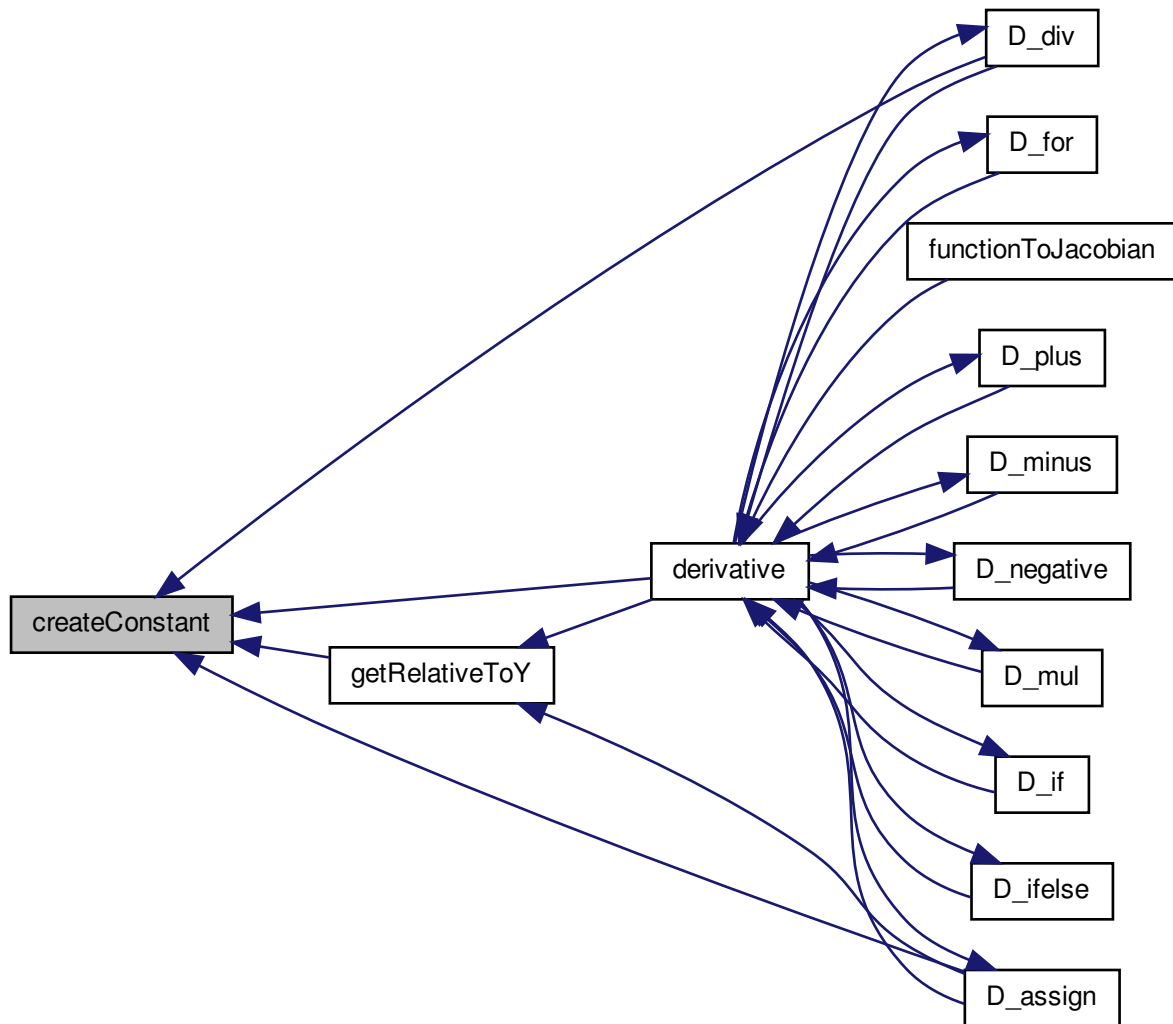 D_div
D_for
functionToJacobian
D_plus
D_minus
derivative
D_negative
createConstant
getRelativeToY
D_mul
D_if
D_ifelse
D_assign